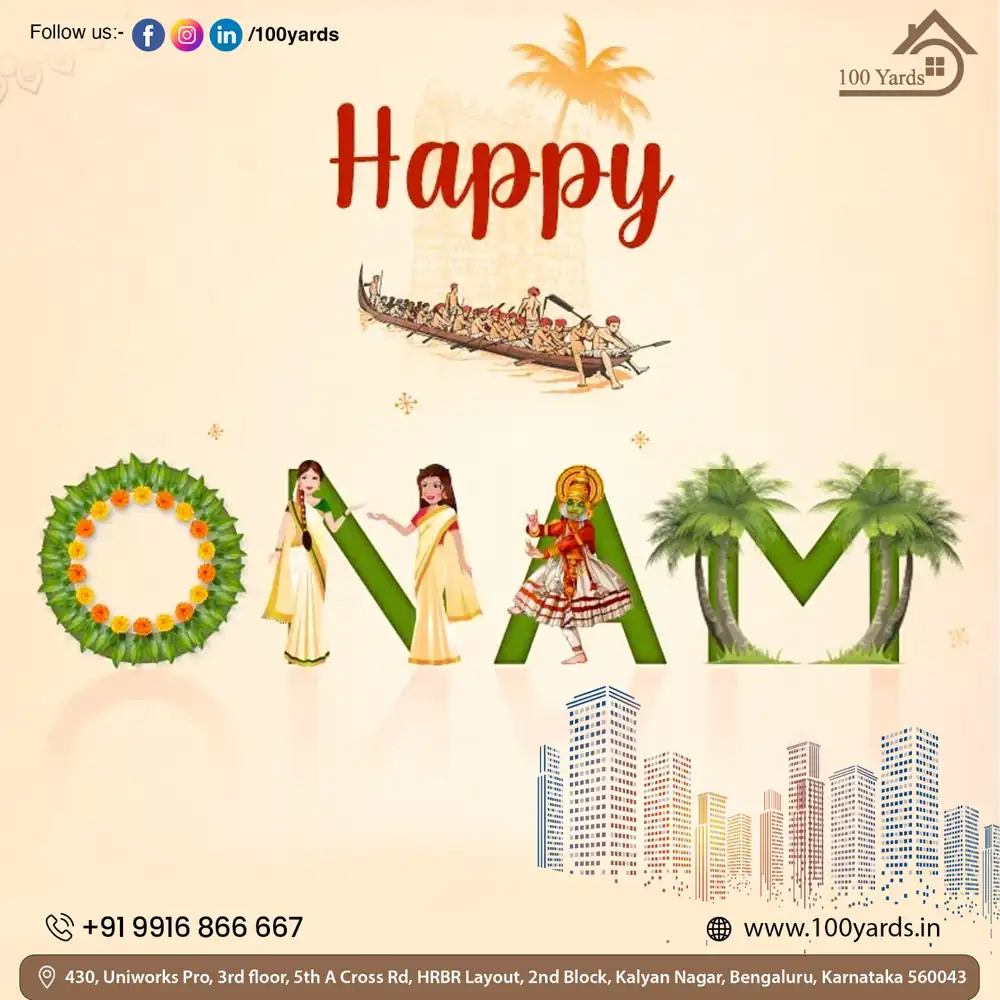 Follow us:- /100yards
100 Yards
Happy
ONAM
+91 9916 866 667
www.100yards.in
430, Uniworks Pro, 3rd floor, 5th A Cross Rd, HRBR Layout, 2nd Block, Kalyan Nagar, Bengaluru, Karnataka 560043